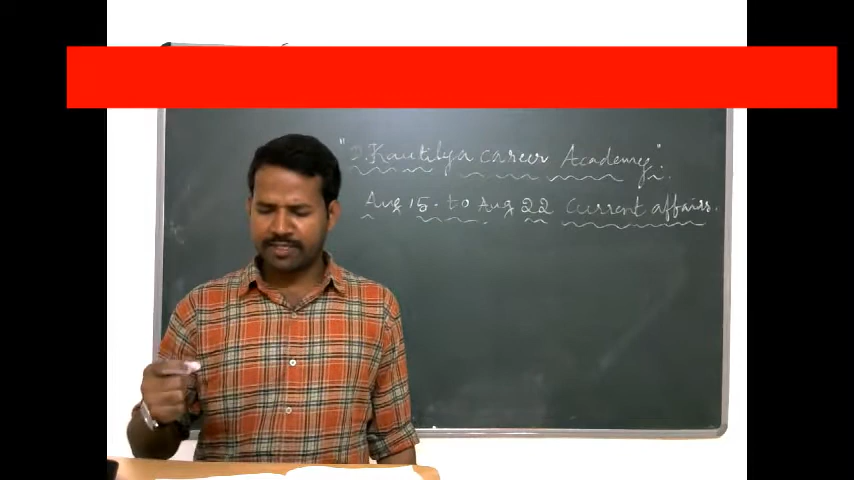 "D.Kautilya career Academy".
Aug 15. to Aug 22 current affairs.